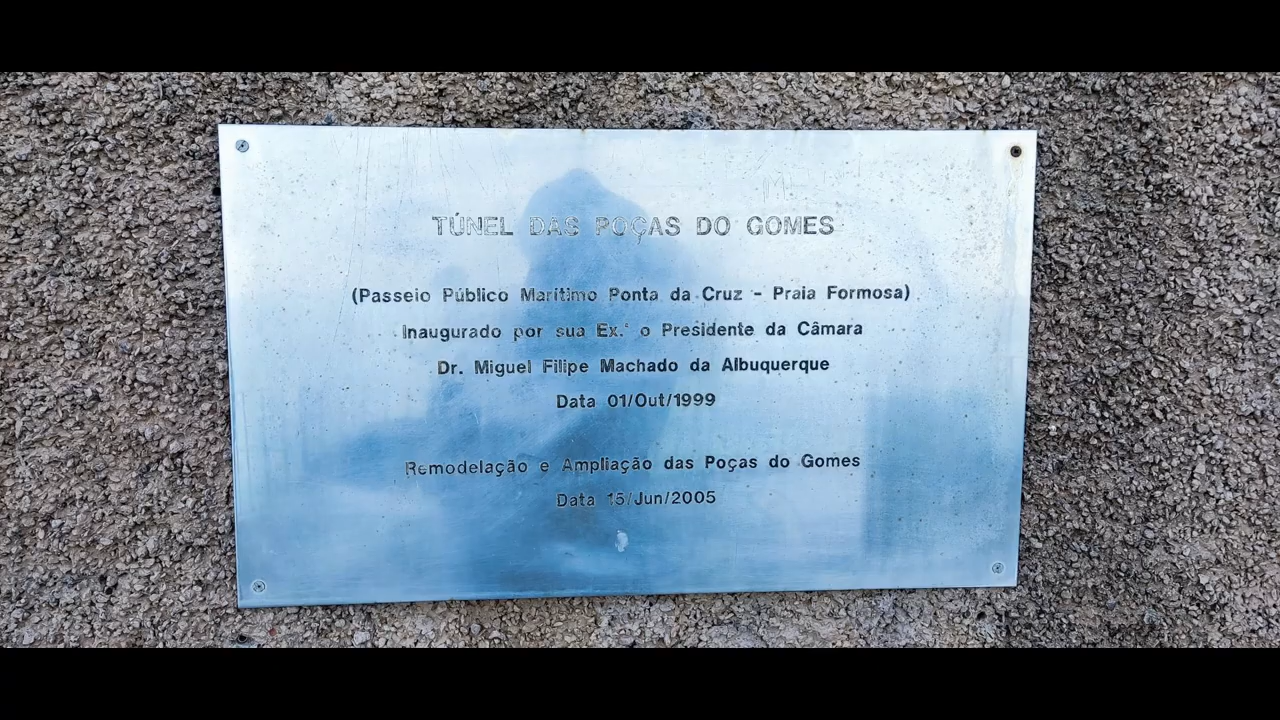 TÚNEL DAS POÇAS DO GOMES
(Passeio Público Marítimo Ponta da Cruz - Praia Formosa)
Inaugurado por sua Ex.ª o Presidente da Câmara
Dr. Miguel Filipe Machado da Albuquerque
Data 01/Out/1999
Remodelação e Ampliação das Poças do Gomes
Data 15/Jun/2005